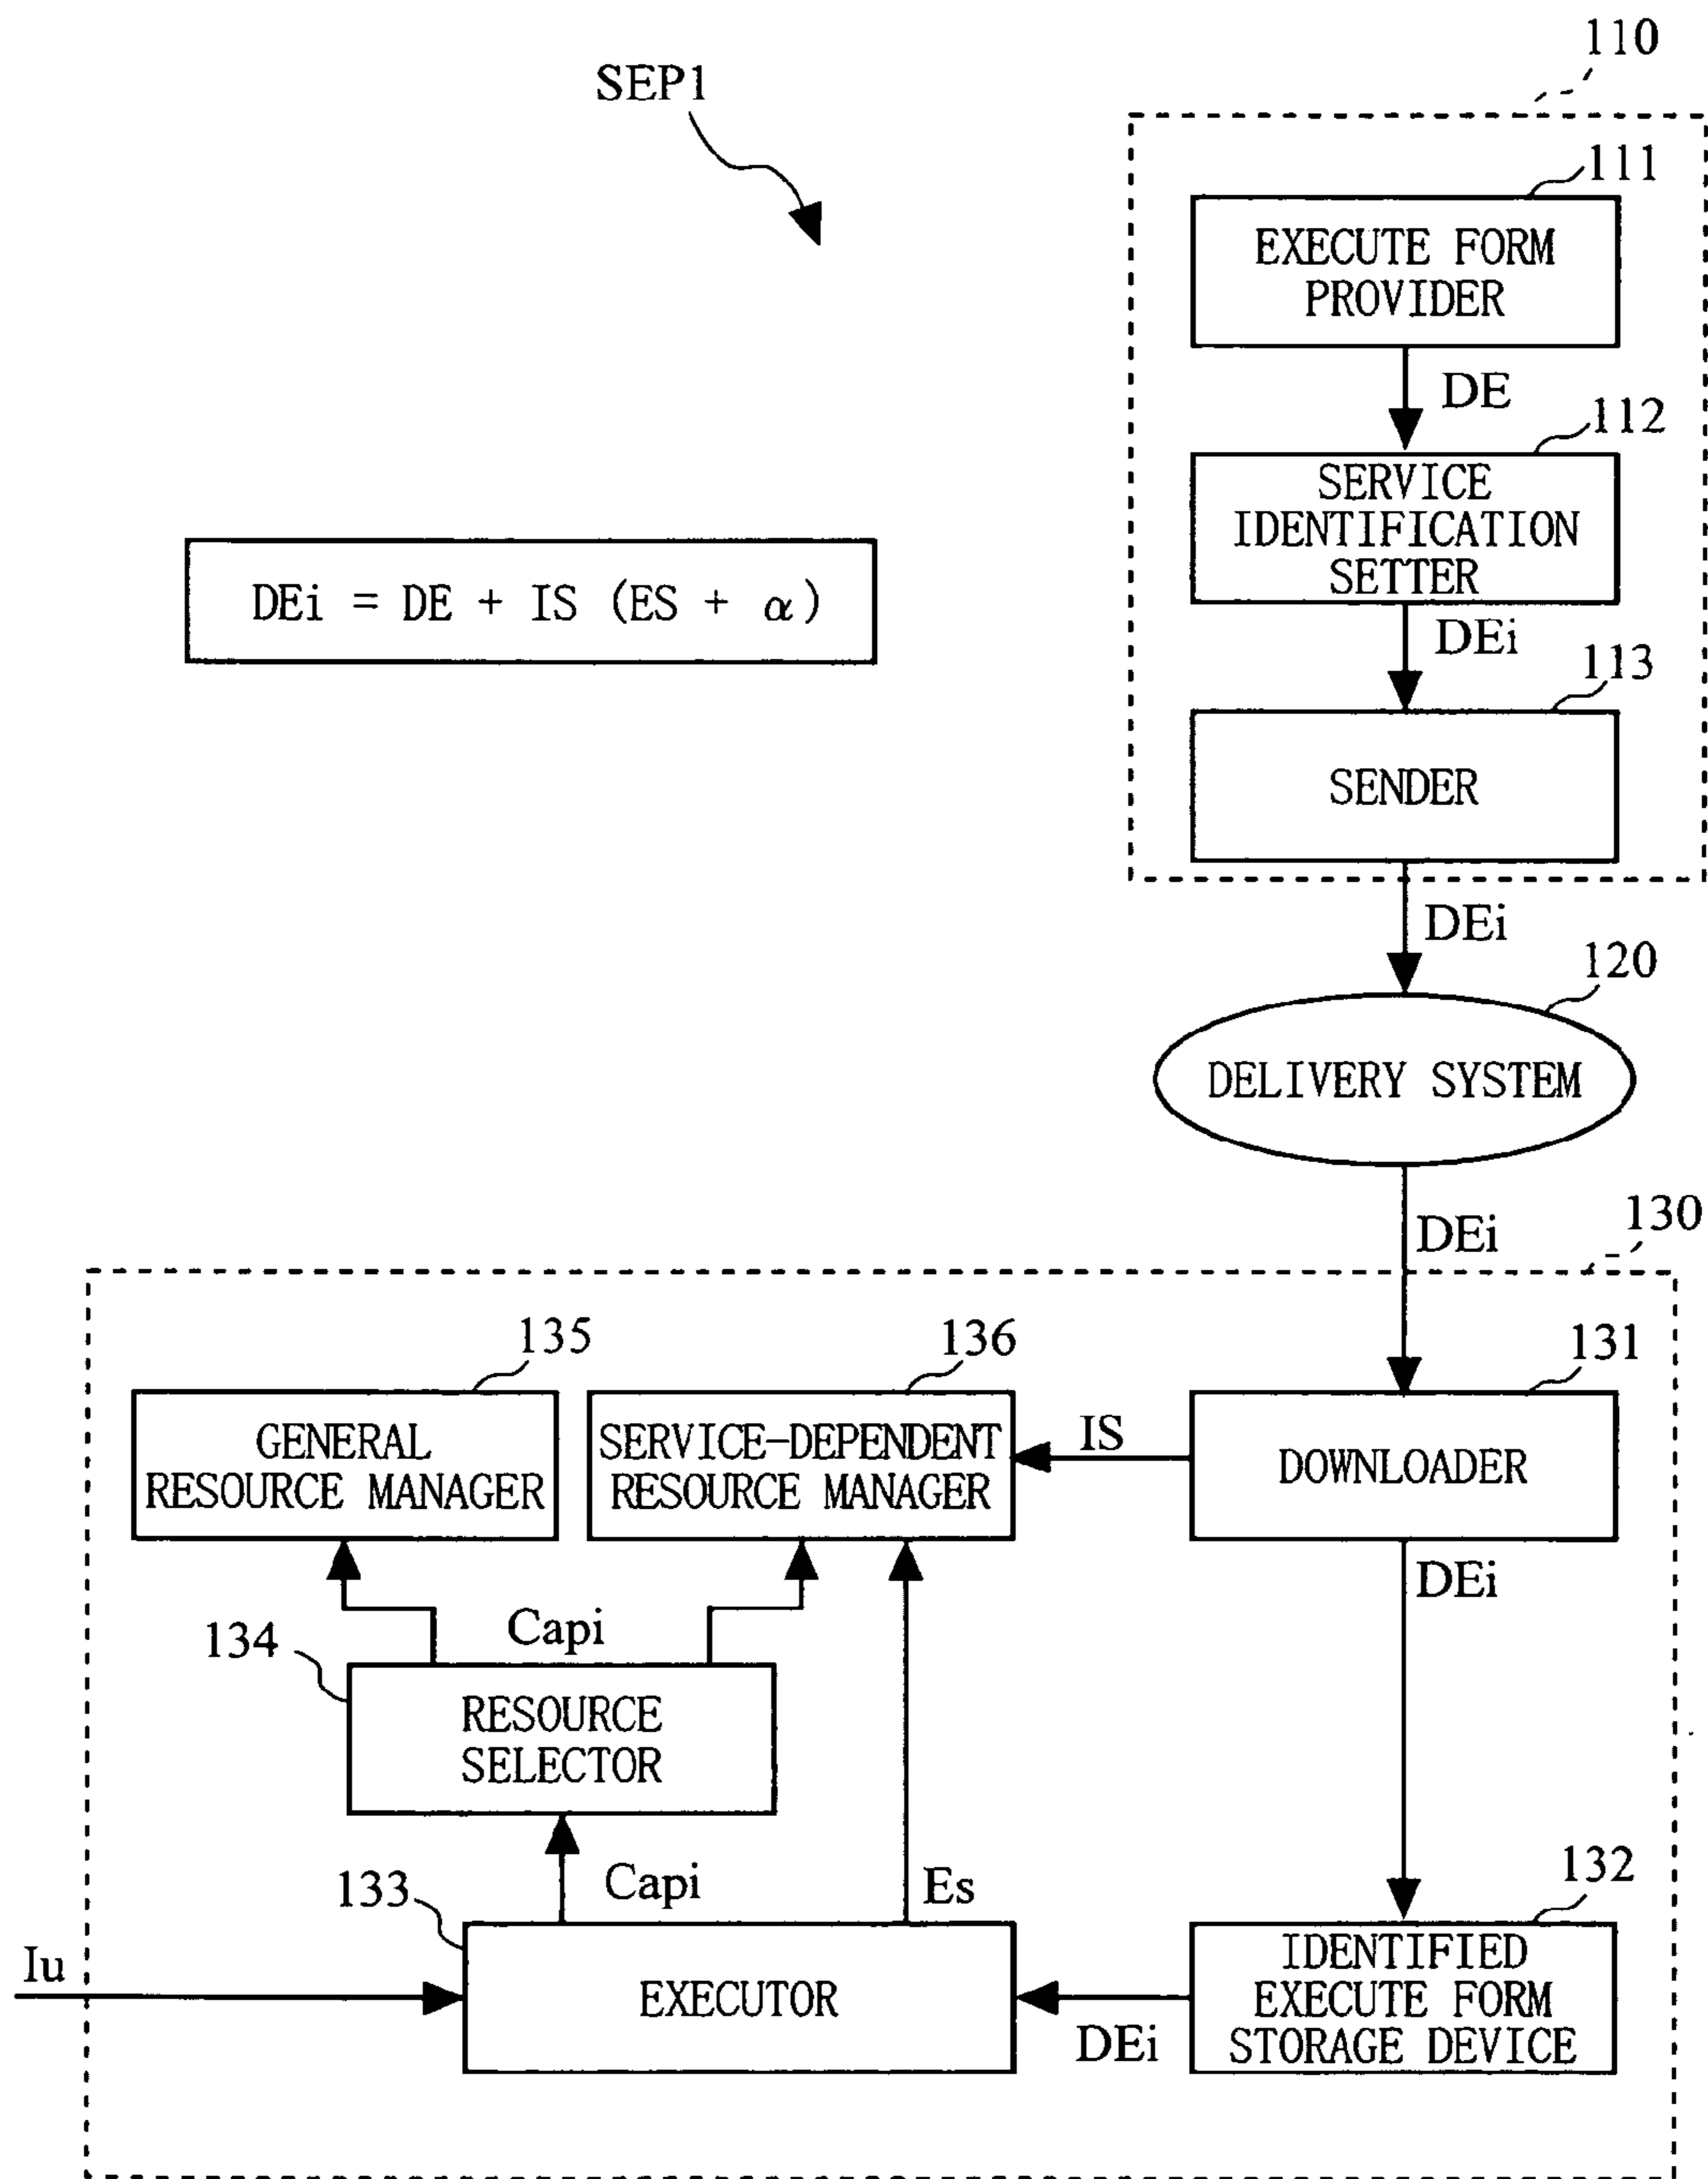 110
SEP1
111
EXECUTE FORM
PROVIDER
DE
112
SERVICE
IDENTIFICATION
SETTER
DEi = DE + IS (ES + α)
DEi
113
SENDER
DEi
120
DELIVERY SYSTEM
DEi
130
135
136
131
GENERAL
RESOURCE MANAGER
SERVICE-DEPENDENT
RESOURCE MANAGER
IS
DOWNLOADER
DEi
134
Capi
RESOURCE
SELECTOR
133
Capi
Es
132
Iu
EXECUTOR
DEi
IDENTIFIED
EXECUTE FORM
STORAGE DEVICE